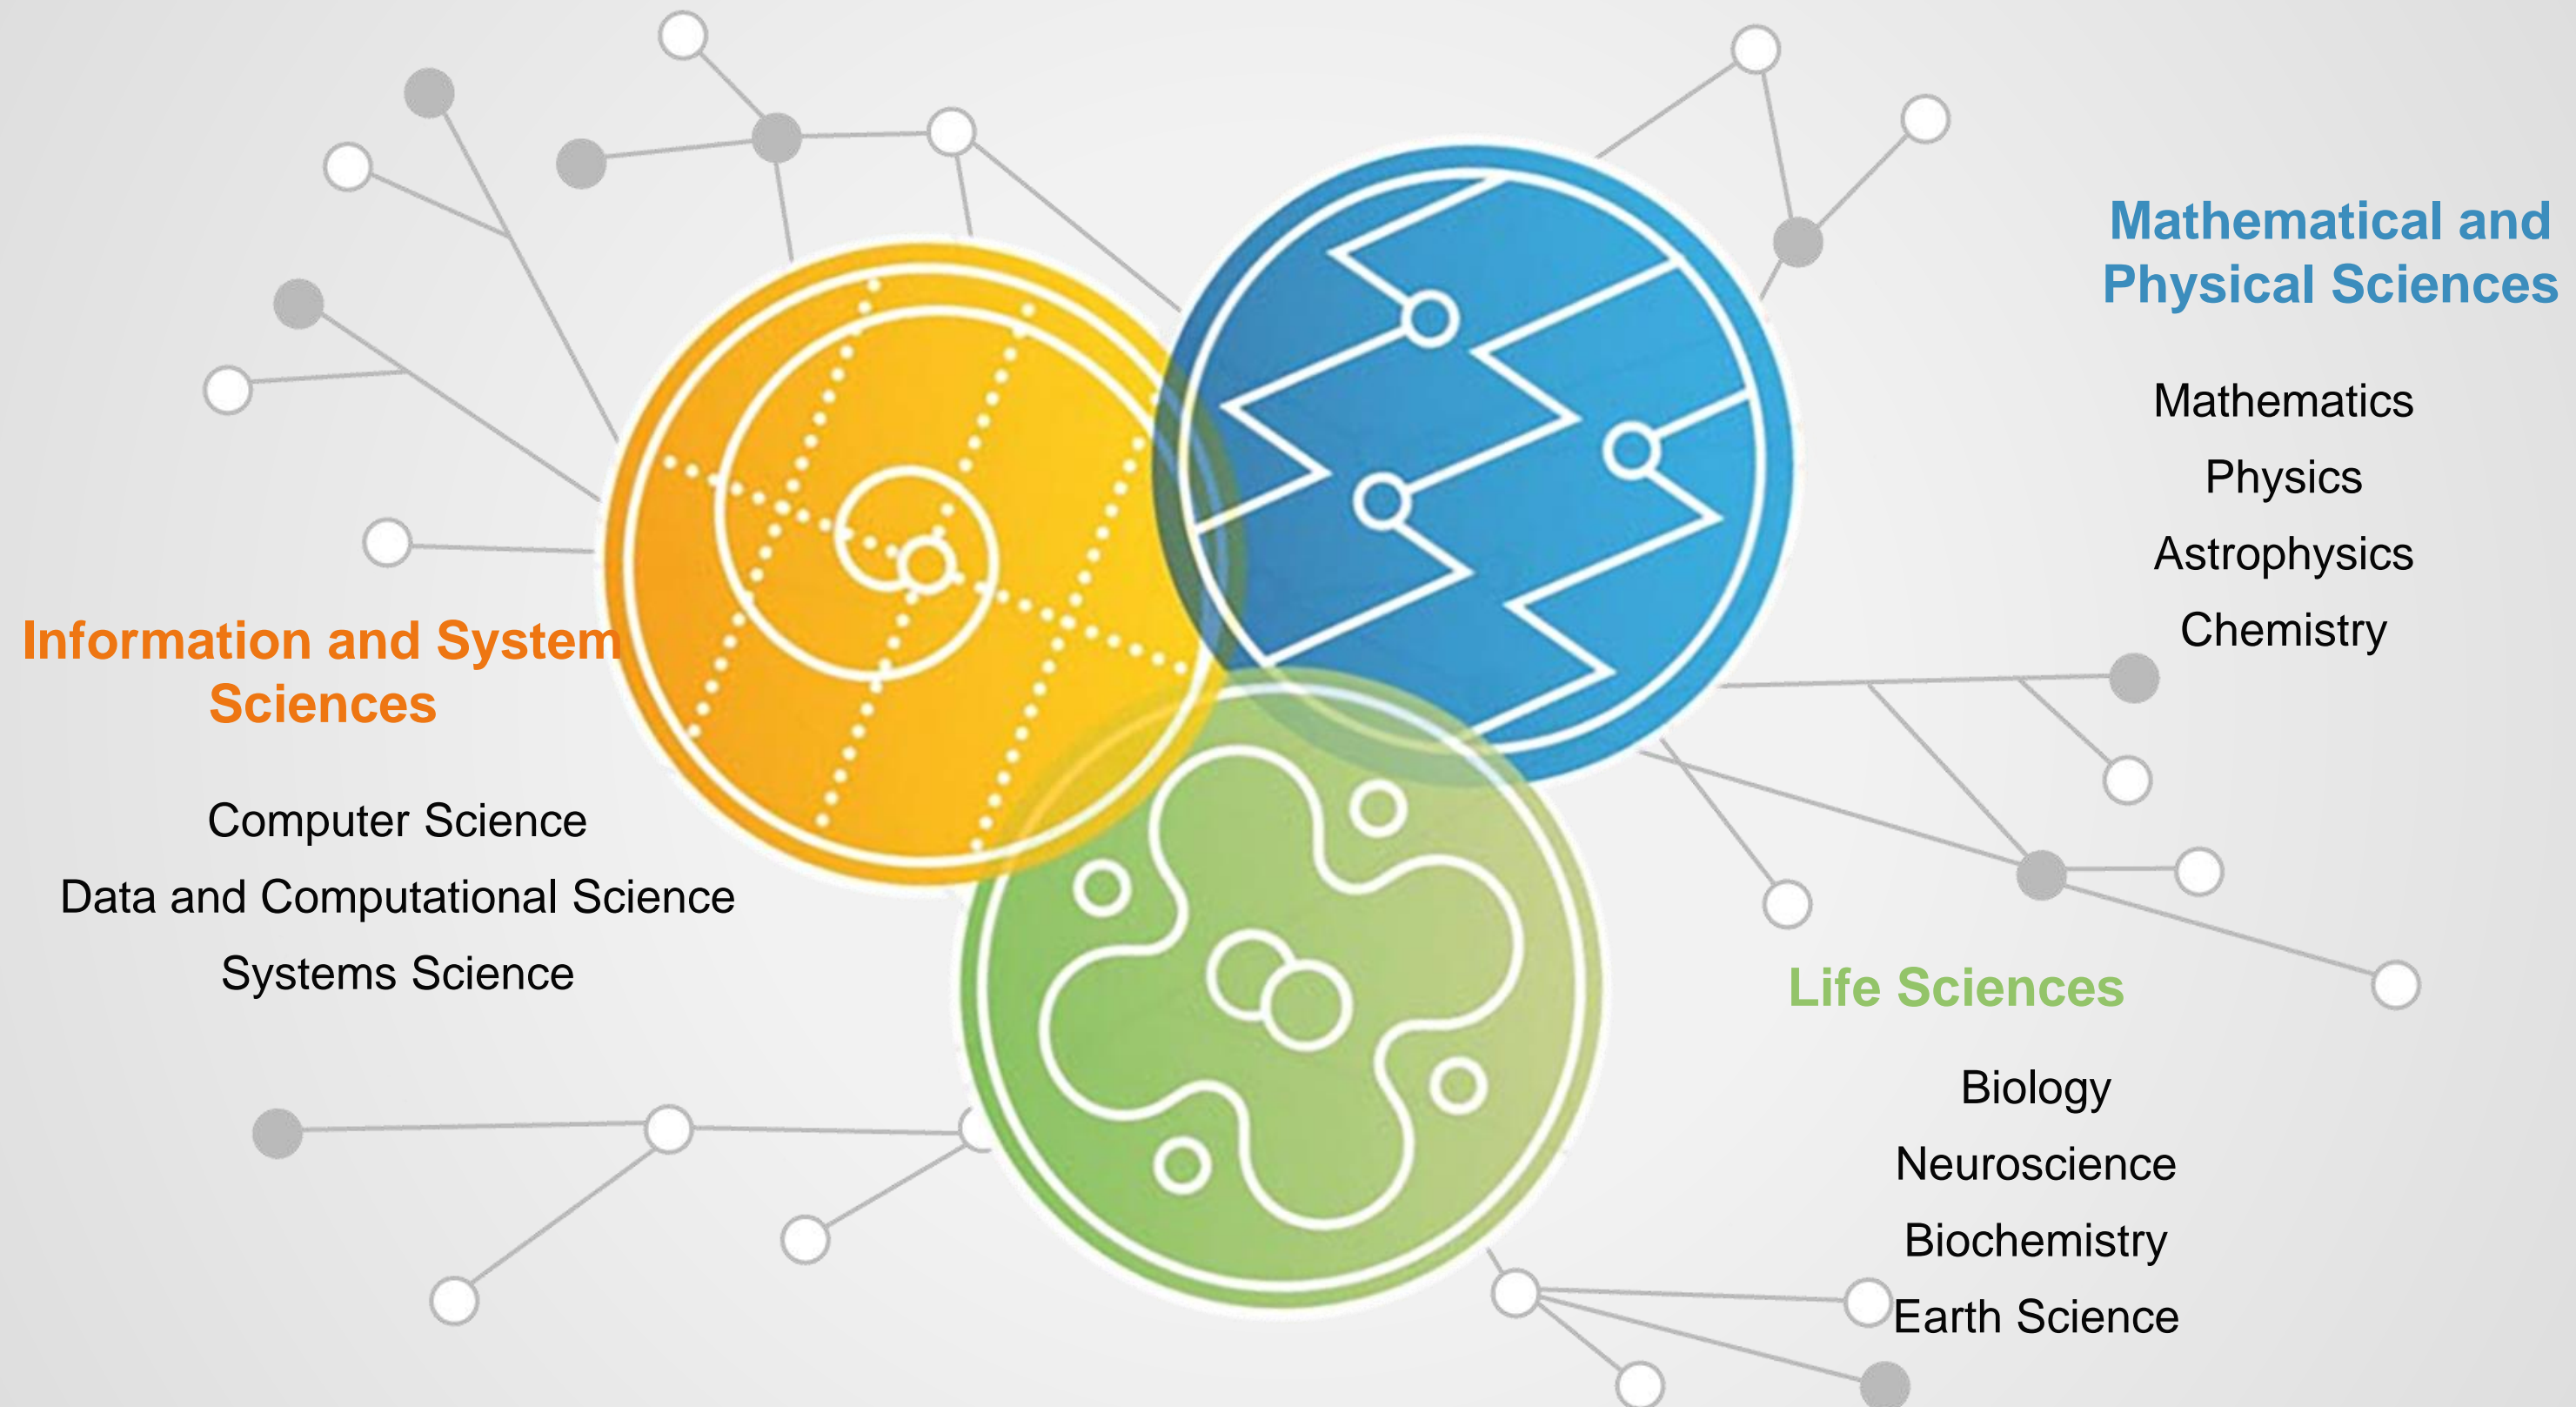 Mathematical and
Physical Sciences
Mathematics
Physics
Astrophysics
Chemistry
Information and System
Sciences
Computer Science
Data and Computational Science
Systems Science
Life Sciences
Biology
Neuroscience
Biochemistry
Earth Science